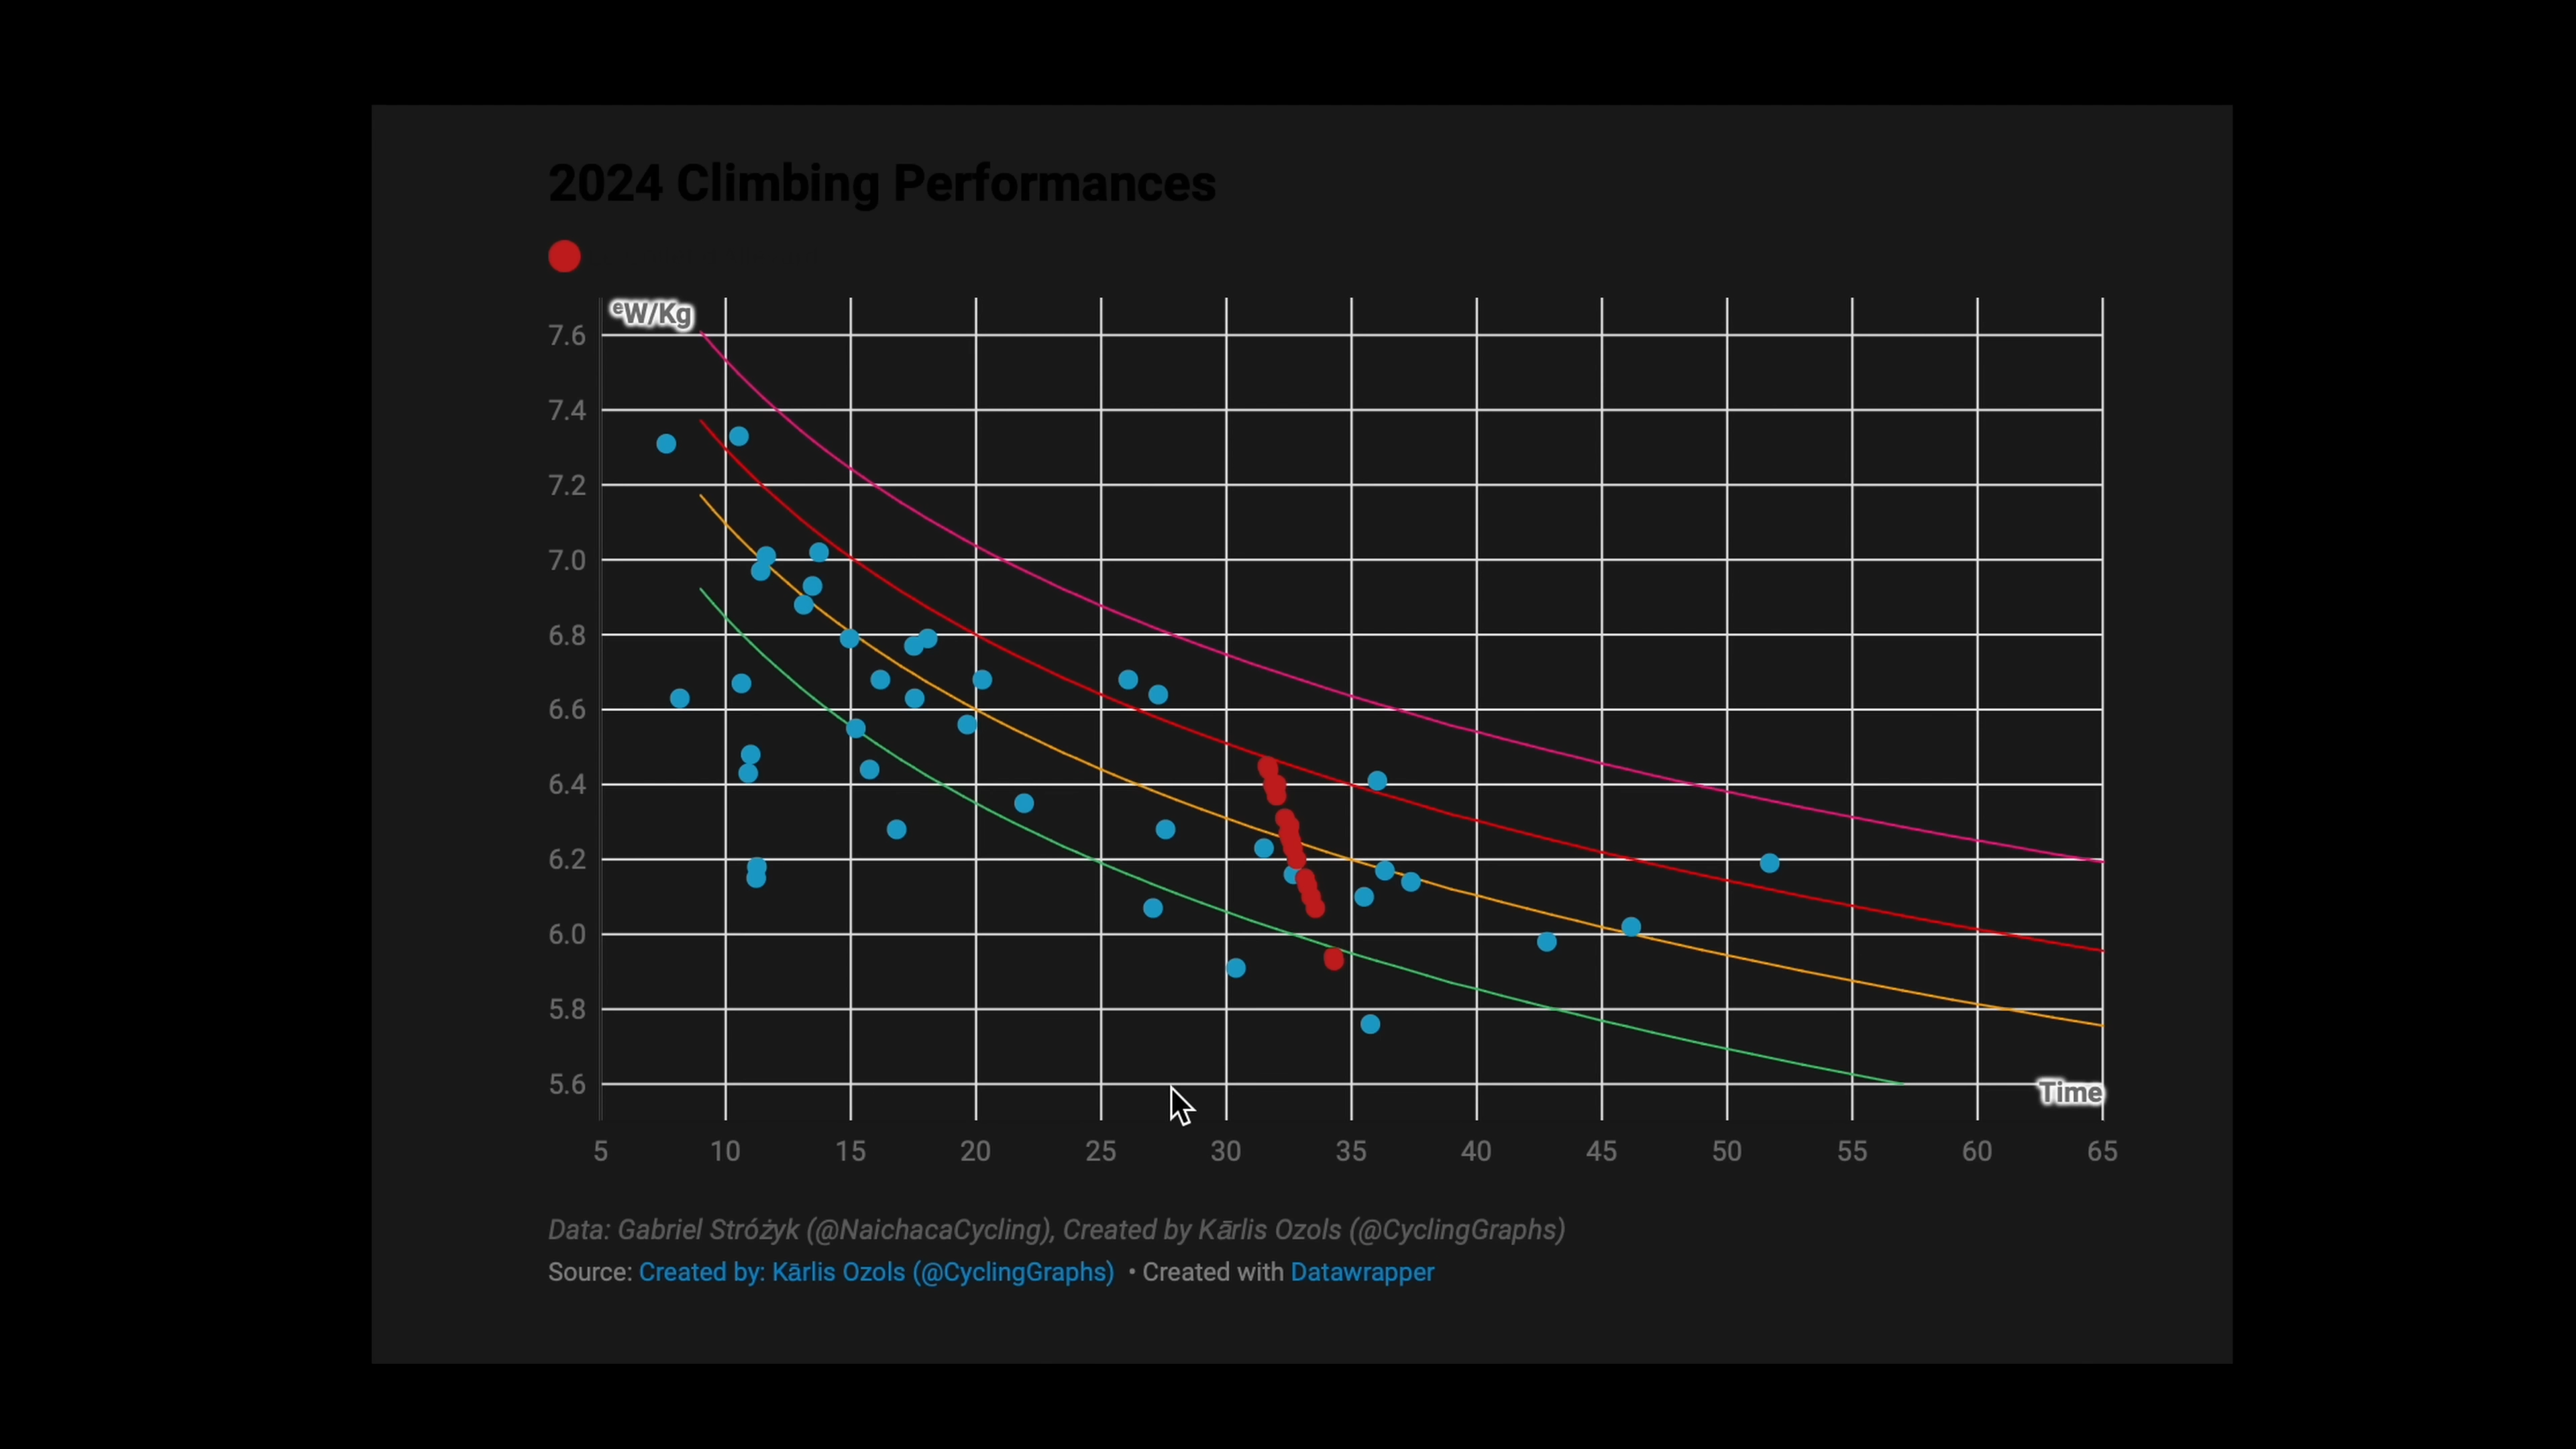 2024 Climbing Performances
eW/Kg
7.6
7.4
7.2
7.0
6.8
6.6
6.4
6.2
6.0
5.8
5.6
Time
5 10 15 20 25 30 35 40 45 50 55 60 65
Data: Gabriel Stróżyk (@NaichacaCycling), Created by Kārlis Ozols (@CyclingGraphs)
Source: Created by: Kārlis Ozols (@CyclingGraphs) • Created with Datawrapper